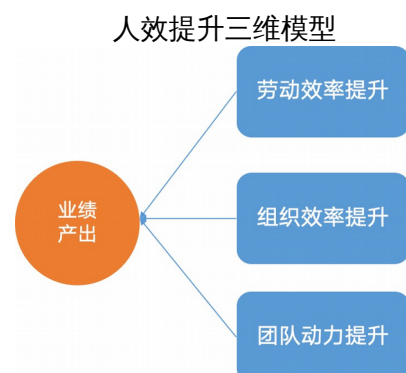 人效提升三维模型
劳动效率提升
业绩
产出
组织效率提升
团队动力提升